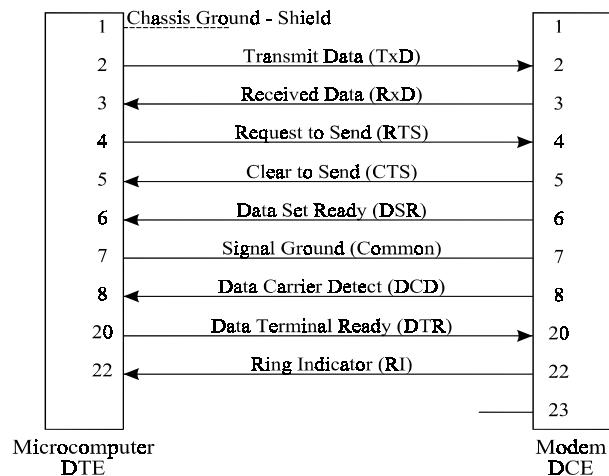 1 Chassis Ground - Shield 1
2 Transmit Data (TxD) 2
3 Received Data (RxD) 3
4 Request to Send (RTS) 4
5 Clear to Send (CTS) 5
6 Data Set Ready (DSR) 6
7 Signal Ground (Common) 7
8 Data Carrier Detect (DCD) 8
20 Data Terminal Ready (DTR) 20
22 Ring Indicator (RI) 22
23
Microcomputer Modem
DTE DCE